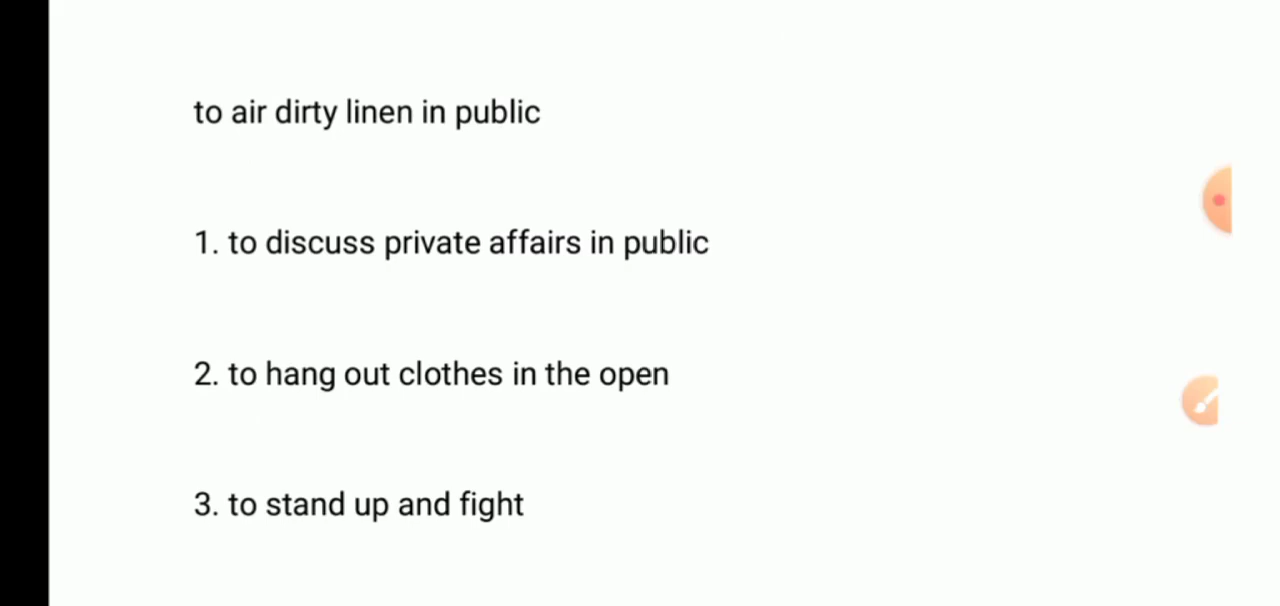 to air dirty linen in public
1. to discuss private affairs in public
2. to hang out clothes in the open
3. to stand up and fight